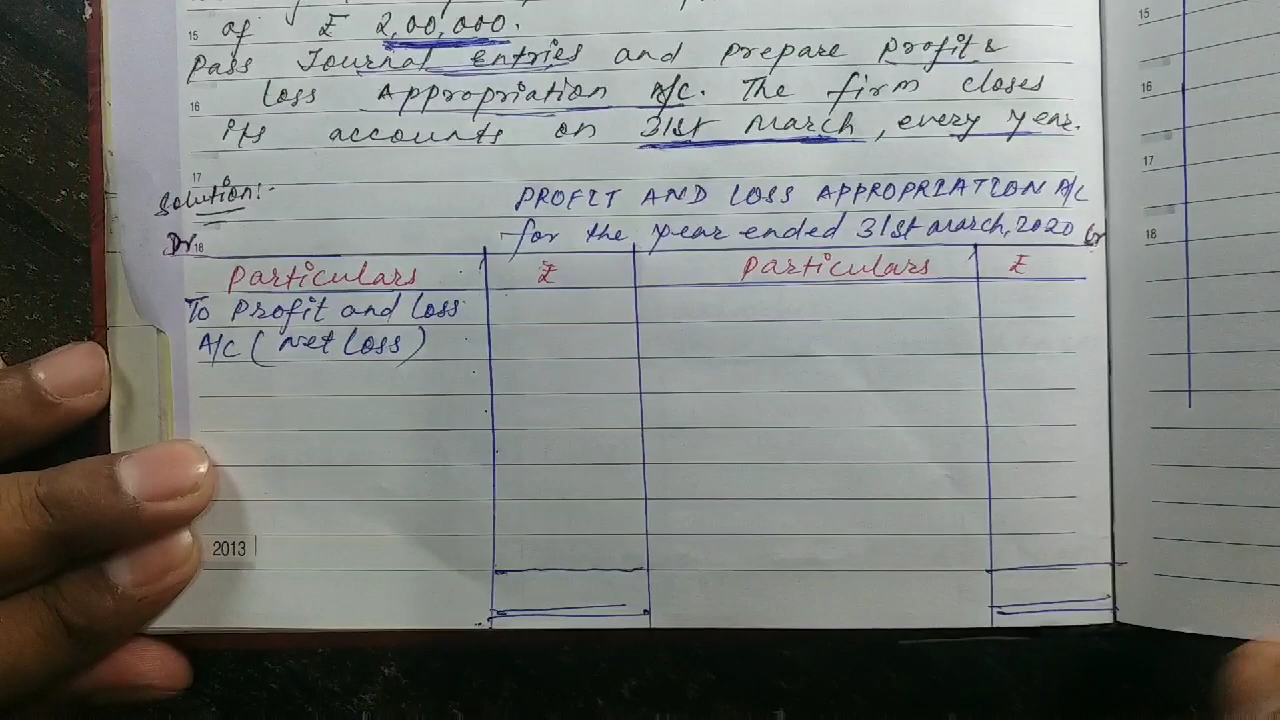 15 of ₹ 2,00,000.
Pass Journal entries and prepare Profit &
Loss Appropriation A/c. The firm closes
16
its accounts on 31st March, every year.
17
Solution:-
PROFIT AND LOSS APPROPRIATION A/C
for the year ended 31st March, 2020
Dr. 18
Cr
Particulars ₹ Particulars ₹
To Profit and Loss
A/C (Net Loss)
2013
15
16
17
18